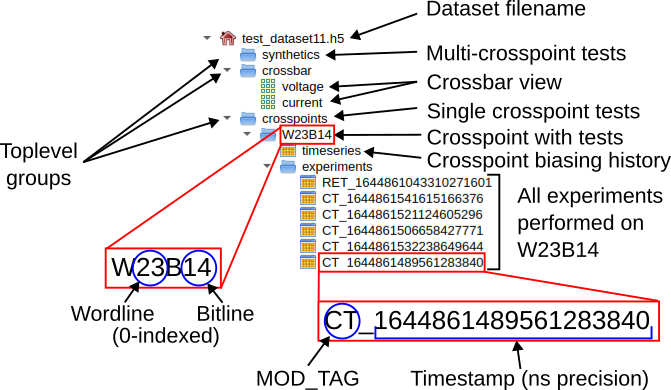 Dataset filename
test_dataset11.h5
synthetics
Multi-crosspoint tests
crossbar
voltage
Crossbar view
current
crosspoints
Single crosspoint tests
W23B14
Crosspoint with tests
Toplevel
groups
timeseries
Crosspoint biasing history
experiments
RET_1644861043310271601
CT_1644861541615166376
CT_1644861521124605296
CT_1644861506658427771
CT_1644861532238649644
CT_1644861489561283840
All experiments
performed on
W23B14
W23B14
Wordline
Bitline
(0-indexed)
CT_1644861489561283840
MOD_TAG
Timestamp (ns precision)